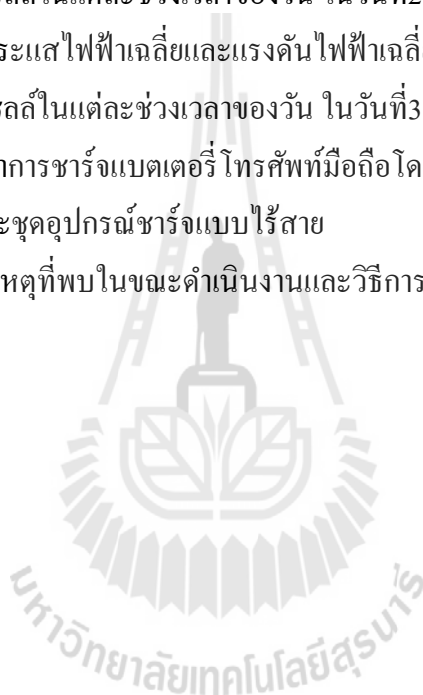 ซลล์ในแต่ละช่วงเวลาของวัน ในวันที่2
ระแสไฟฟ้าเฉลี่ยและแรงดันไฟฟ้าเฉลี่
ซลล์ในแต่ละช่วงเวลาของวัน ในวันที่3
าการชาร์จแบตเตอรี่โทรศัพท์มือถือโด
ะชุดอุปกรณ์ชาร์จแบบไร้สาย
หตุที่พบในขณะดำเนินงานและวิธีการ
มหาวิทยาลัยเทคโนโลยีสุรนารี